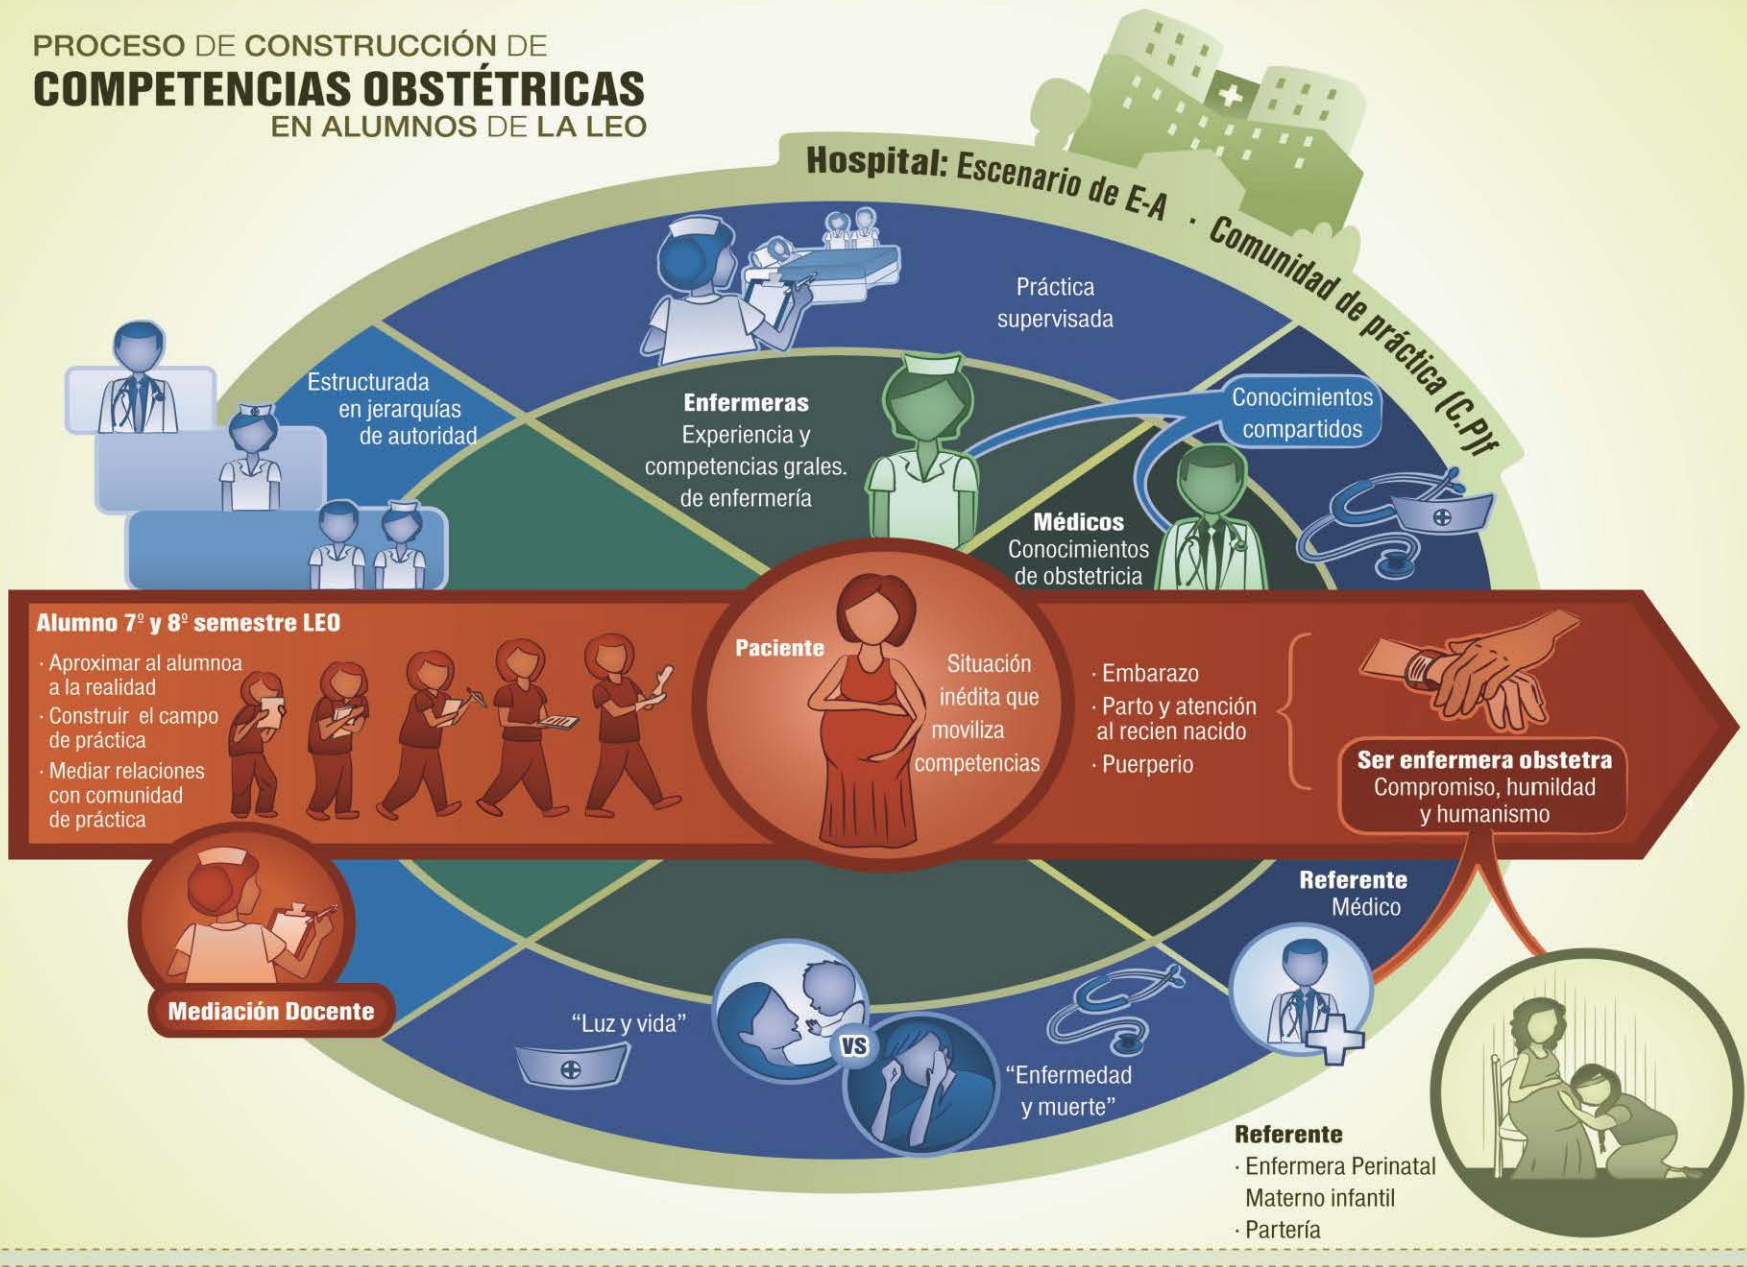 PROCESO DE CONSTRUCCIÓN DE
COMPETENCIAS OBSTÉTRICAS
EN ALUMNOS DE LA LEO
Hospital: Escenario de E-A · Comunidad de práctica (C.P)f
Práctica
supervisada
Estructurada
en jerarquías
de autoridad
Enfermeras
Experiencia y
competencias grales.
de enfermería
Conocimientos
compartidos
Médicos
Conocimientos
de obstetricia
Alumno 7º y 8º semestre LEO
· Aproximar al alumnoa
a la realidad
· Construir el campo
de práctica
· Mediar relaciones
con comunidad
de práctica
Paciente
Situación
inédita que
moviliza
competencias
· Embarazo
· Parto y atención
al recien nacido
· Puerperio
Ser enfermera obstetra
Compromiso, humildad
y humanismo
Mediación Docente
"Luz y vida"
VS
"Enfermedad
y muerte"
Referente
Médico
Referente
· Enfermera Perinatal
Materno infantil
· Partería